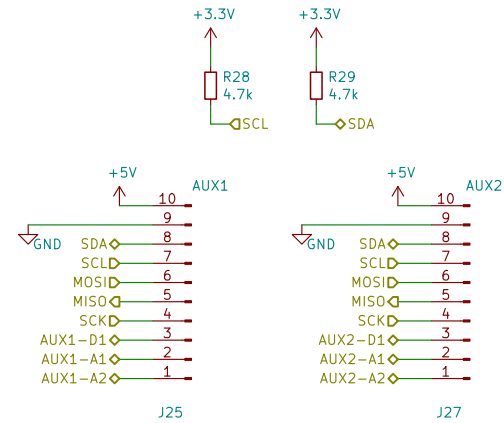 +3.3V +3.3V
R28 R29
4.7k 4.7k
SCL SDA
+5V AUX1 +5V AUX2
10 10
9 9
GND SDA 8 GND SDA 8
SCL 7 SCL 7
MOSI 6 MOSI 6
MISO 5 MISO 5
SCK 4 SCK 4
AUX1-D1 3 AUX2-D1 3
AUX1-A1 2 AUX2-A1 2
AUX1-A2 1 AUX2-A2 1
J25 J27